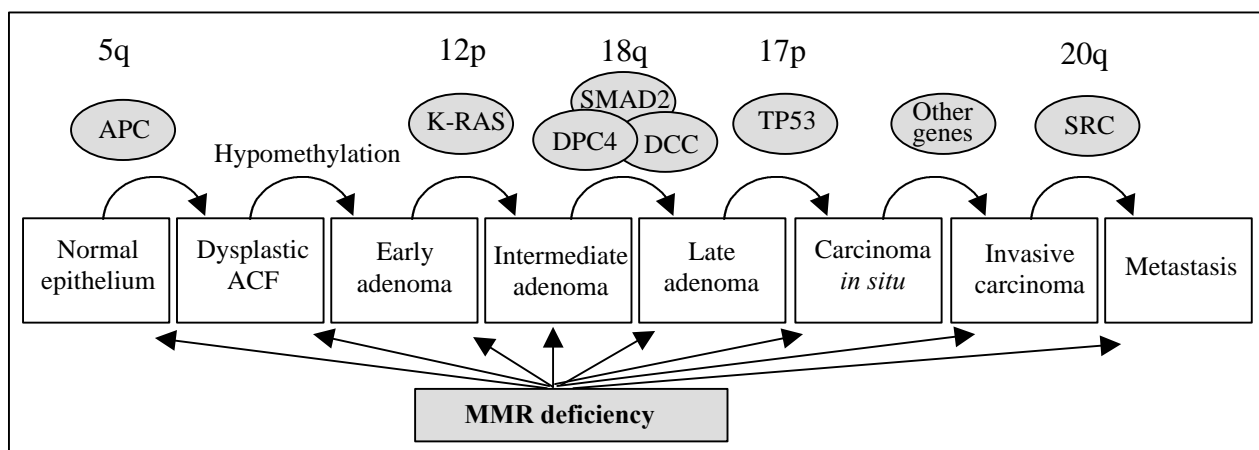 5q
12p
18q
17p
20q
APC
K-RAS
SMAD2
DPC4
DCC
TP53
Other
genes
SRC
Hypomethylation
Normal
epithelium
Dysplastic
ACF
Early
adenoma
Intermediate
adenoma
Late
adenoma
Carcinoma
in situ
Invasive
carcinoma
Metastasis
MMR deficiency